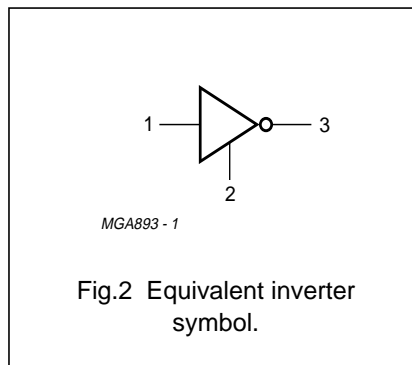 1
3
2
MGA893 - 1
Fig.2 Equivalent inverter
symbol.